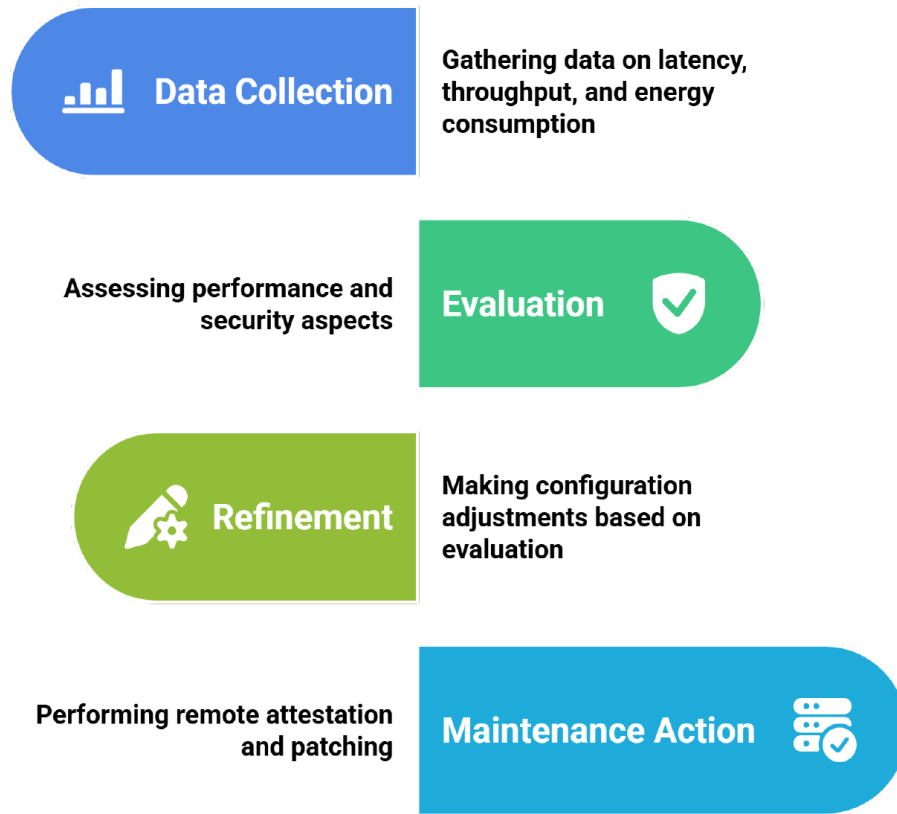 Data Collection
Gathering data on latency,
throughput, and energy
consumption
Assessing performance and
security aspects
Evaluation
Refinement
Making configuration
adjustments based on
evaluation
Performing remote attestation
and patching
Maintenance Action